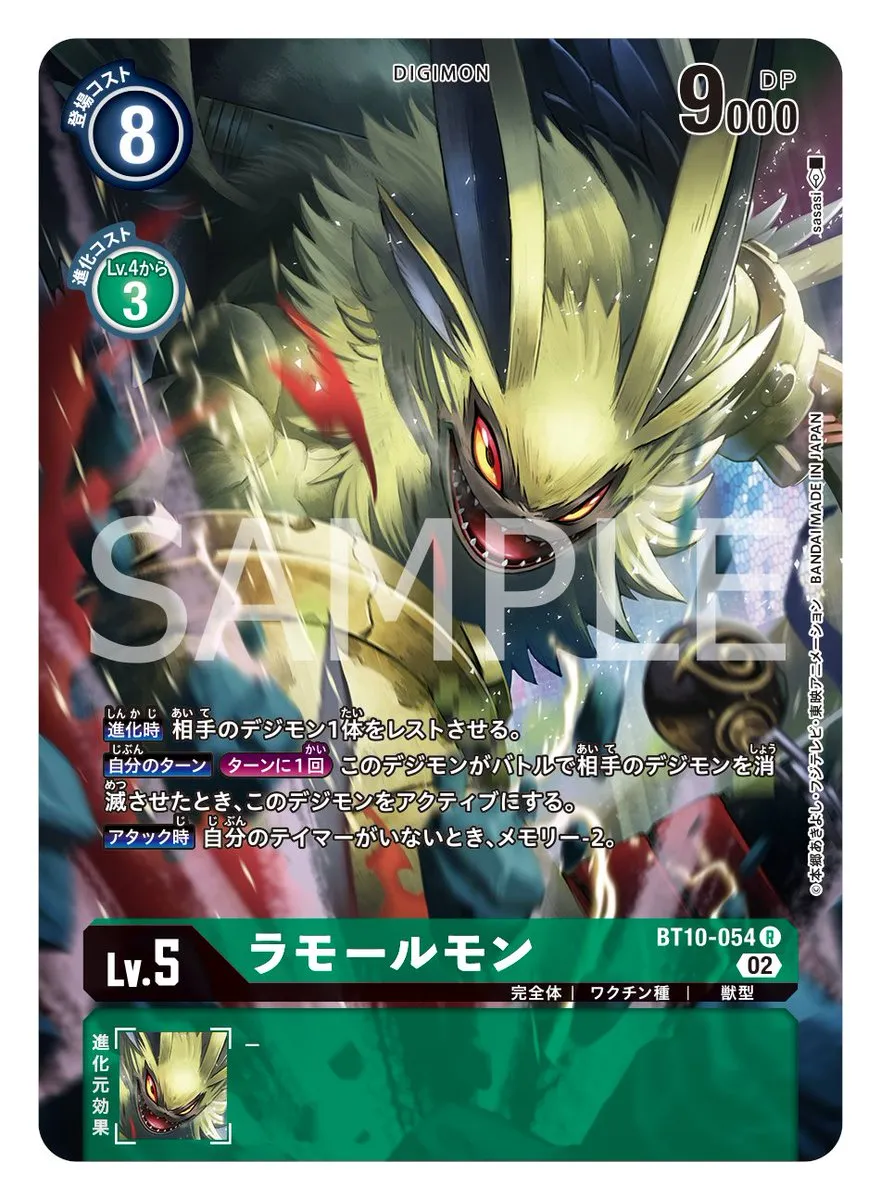 DIGIMON
登場コスト
8
9000
DP
進化コスト
Lv.4から
3
sasasi
SAMPLE
進化時 相手のデジモン1体をレストさせる。
自分のターン ターンに1回 このデジモンがバトルで相手のデジモンを消
滅させたとき、このデジモンをアクティブにする。
アタック時 自分のテイマーがいないとき、メモリー-2。
©本郷あきよし・フジテレビ・東映アニメーション BANDAI MADE IN JAPAN
Lv.5
ラモールモン
BT10-054 R
02
完全体 | ワクチン種 | 獣型
進化元効果
－